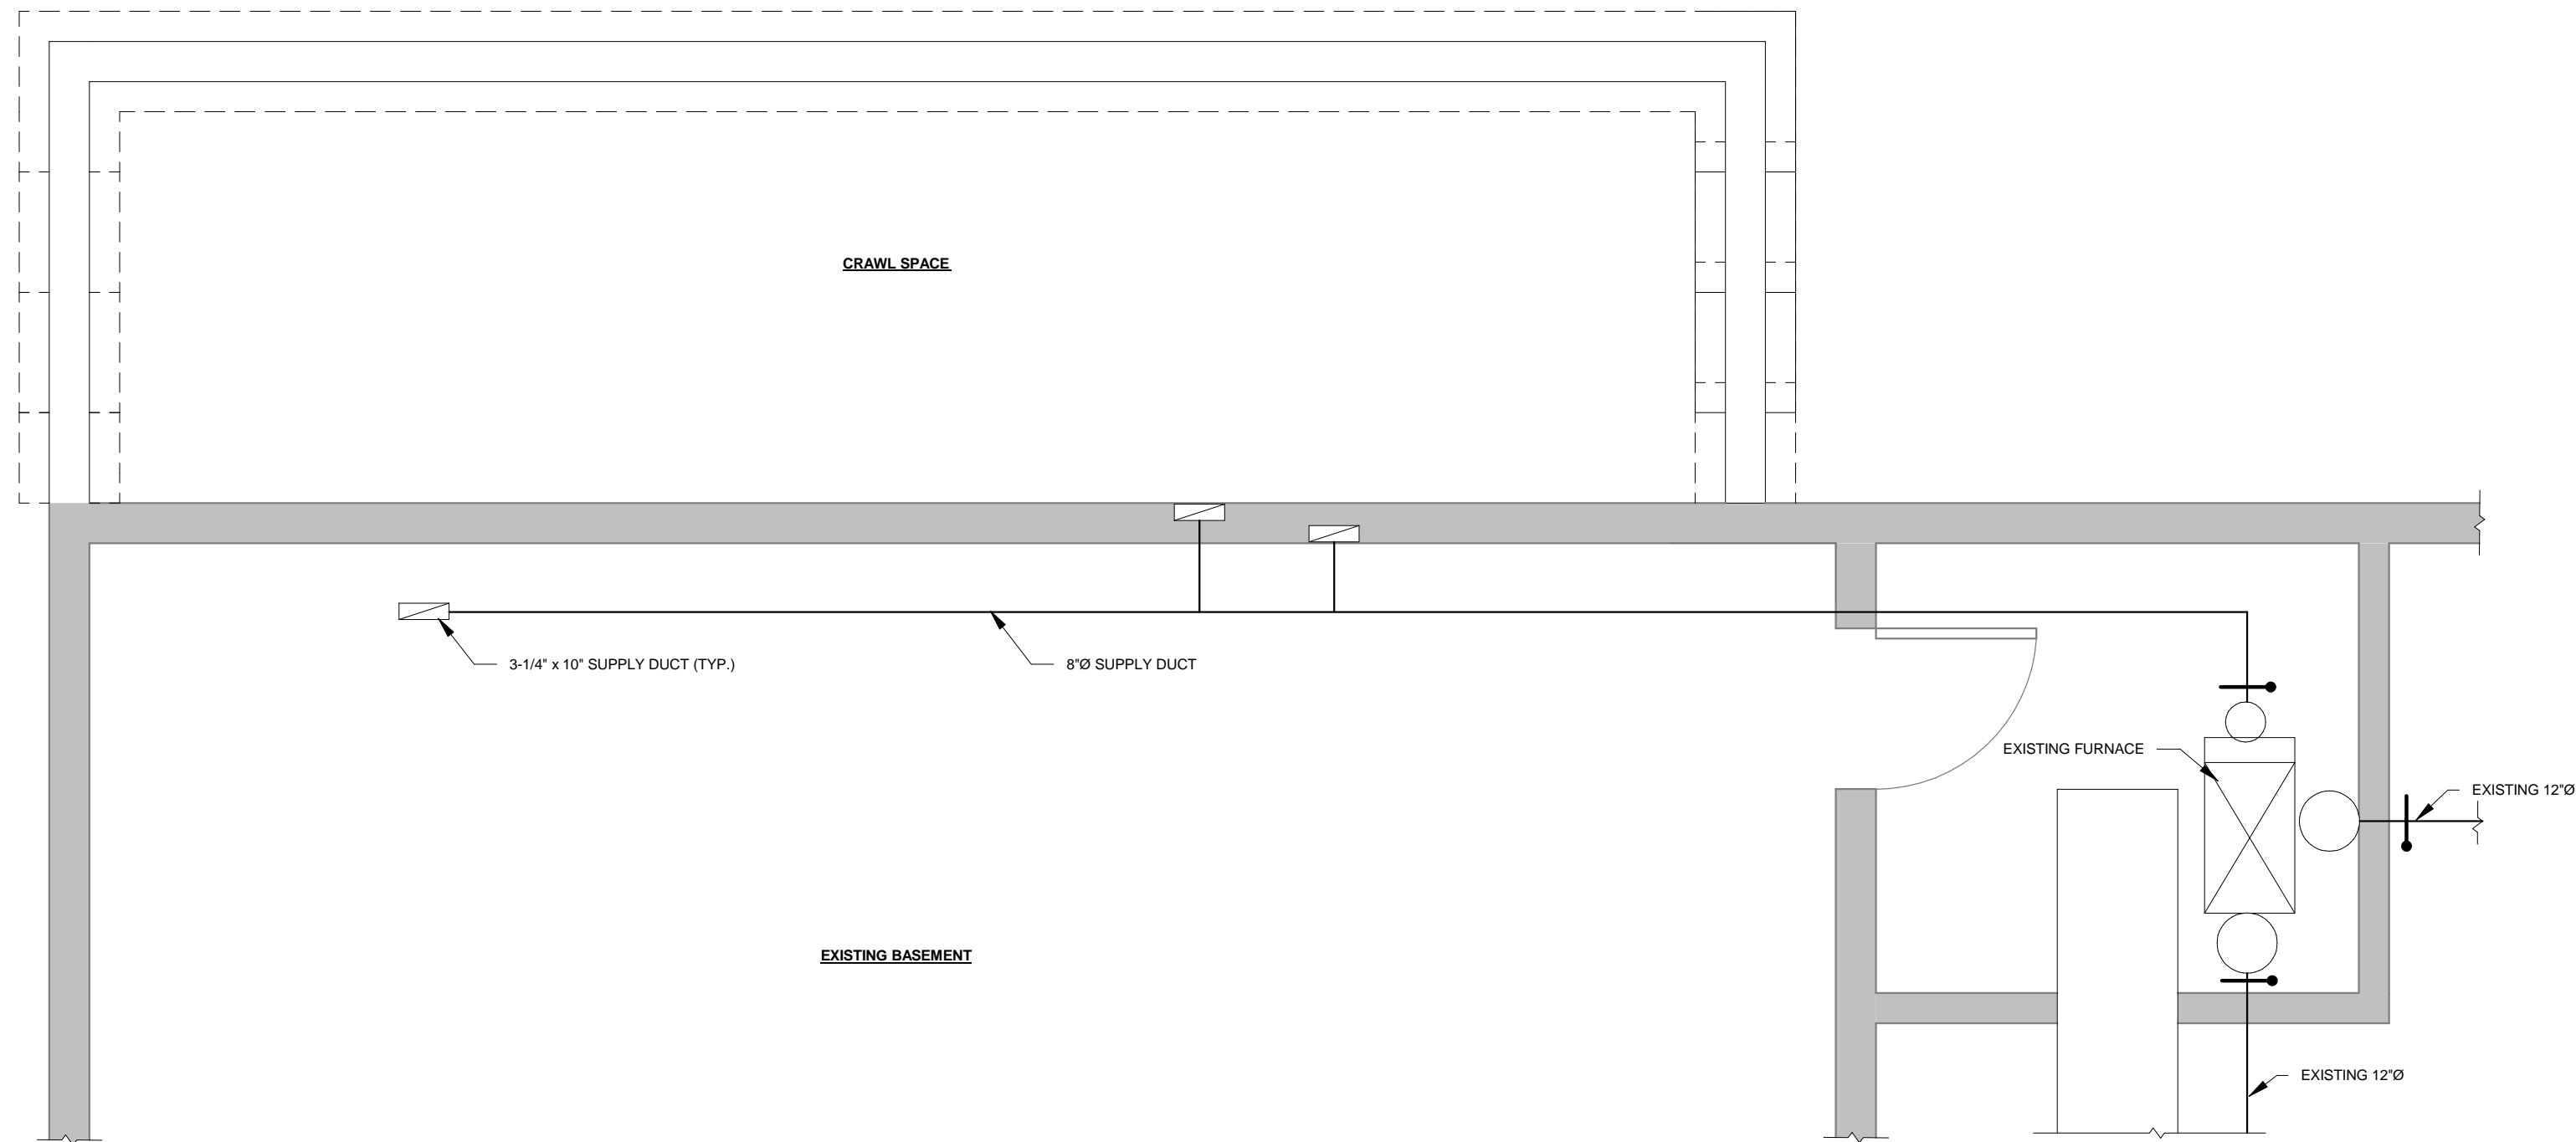 CRAWL SPACE
3-1/4" x 10" SUPPLY DUCT (TYP.)
8"Ø SUPPLY DUCT
EXISTING FURNACE
EXISTING 12"Ø
EXISTING BASEMENT
EXISTING 12"Ø